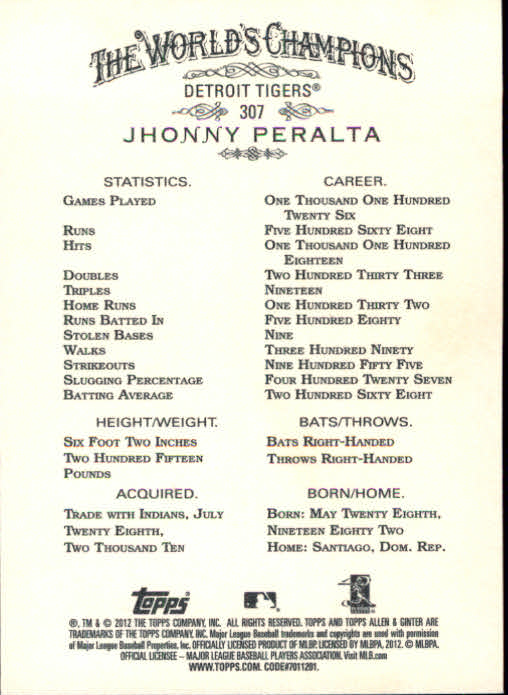 THE WORLD'S CHAMPIONS
DETROIT TIGERS®
307
JHONNY PERALTA
STATISTICS. CAREER.
GAMES PLAYED ONE THOUSAND ONE HUNDRED
TWENTY SIX
RUNS FIVE HUNDRED SIXTY EIGHT
HITS ONE THOUSAND ONE HUNDRED
EIGHTEEN
DOUBLES TWO HUNDRED THIRTY THREE
TRIPLES NINETEEN
HOME RUNS ONE HUNDRED THIRTY TWO
RUNS BATTED IN FIVE HUNDRED EIGHTY
STOLEN BASES NINE
WALKS THREE HUNDRED NINETY
STRIKEOUTS NINE HUNDRED FIFTY FIVE
SLUGGING PERCENTAGE FOUR HUNDRED TWENTY SEVEN
BATTING AVERAGE TWO HUNDRED SIXTY EIGHT
HEIGHT/WEIGHT. BATS/THROWS.
SIX FOOT TWO INCHES BATS RIGHT-HANDED
TWO HUNDRED FIFTEEN THROWS RIGHT-HANDED
POUNDS
ACQUIRED. BORN/HOME.
TRADE WITH INDIANS, JULY BORN: MAY TWENTY EIGHTH,
TWENTY EIGHTH, NINETEEN EIGHTY TWO
TWO THOUSAND TEN HOME: SANTIAGO, DOM. REP.
TOPPS
®, TM & © 2012 THE TOPPS COMPANY, INC. ALL RIGHTS RESERVED. TOPPS AND TOPPS ALLEN & GINTER ARE
TRADEMARKS OF THE TOPPS COMPANY, INC. Major League Baseball trademarks and copyrights are used with permission
of Major League Baseball Properties, Inc. OFFICIALLY LICENSED PRODUCT OF MLBP. LICENSED BY MLBPA, 2012. © MLBPA.
OFFICIAL LICENSEE – MAJOR LEAGUE BASEBALL PLAYERS ASSOCIATION. Visit MLB.com
WWW.TOPPS.COM. CODE#7011201.